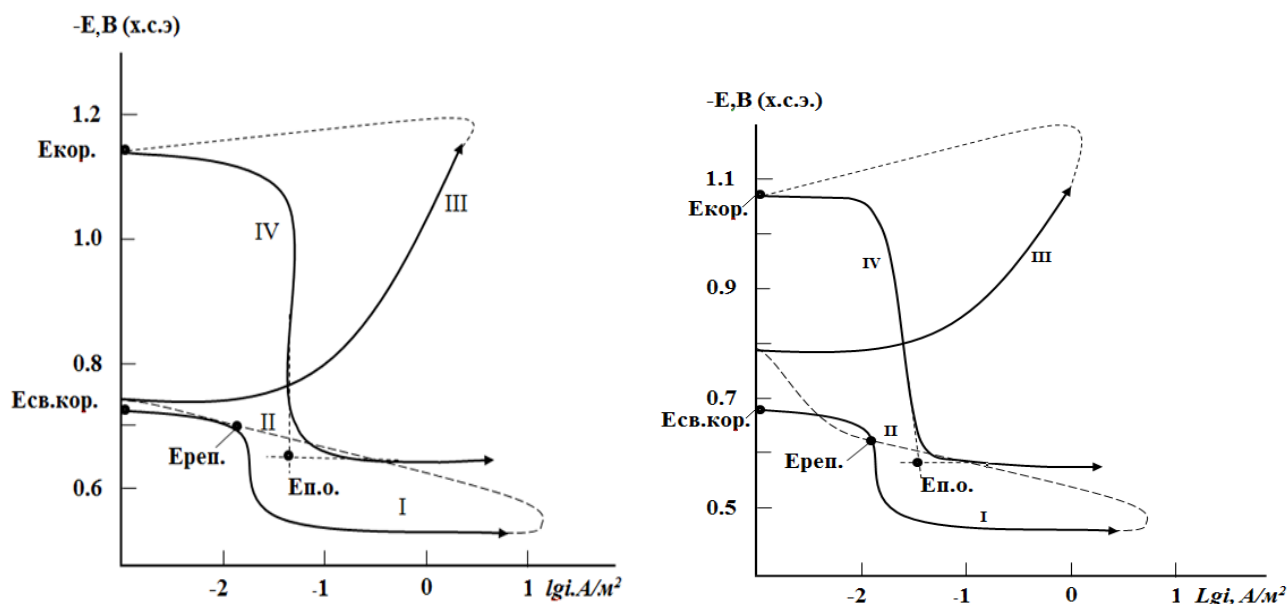 -E,В (х.с.э)
1.2
Екор.
1.0
IV
III
0.8
Есв.кор.
II
Ереп.
Еп.о.
0.6
I
-2
-1
0
1
lgi.А/м²
-E,В (х.с.э.)
1.1
Екор.
IV
III
0.9
0.7
Есв.кор.
II
Ереп.
Еп.о.
0.5
I
-2
-1
0
1
Lgi, А/м²